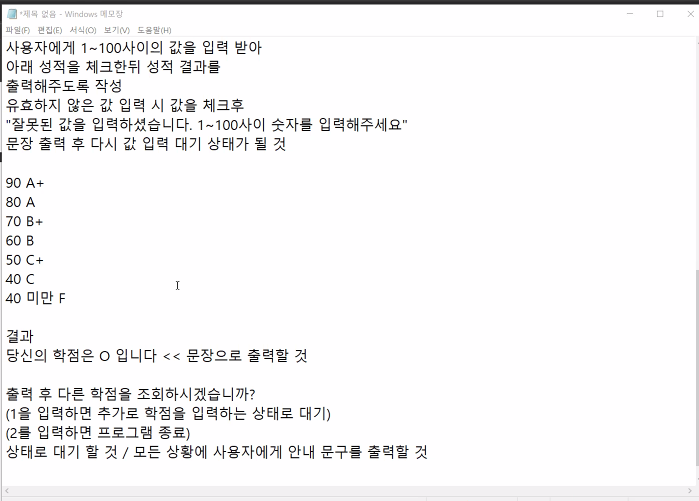 *제목 없음 - Windows 메모장
파일(F) 편집(E) 서식(O) 보기(V) 도움말(H)
사용자에게 1~100사이의 값을 입력 받아
아래 성적을 체크한뒤 성적 결과를
출력해주도록 작성
유효하지 않은 값 입력 시 값을 체크후
"잘못된 값을 입력하셨습니다. 1~100사이 숫자를 입력해주세요"
문장 출력 후 다시 값 입력 대기 상태가 될 것
90 A+
80 A
70 B+
60 B
50 C+
40 C
40 미만 F
결과
당신의 학점은 O 입니다 << 문장으로 출력할 것
출력 후 다른 학점을 조회하시겠습니까?
(1을 입력하면 추가로 학점을 입력하는 상태로 대기)
(2를 입력하면 프로그램 종료)
상태로 대기 할 것 / 모든 상황에 사용자에게 안내 문구를 출력할 것